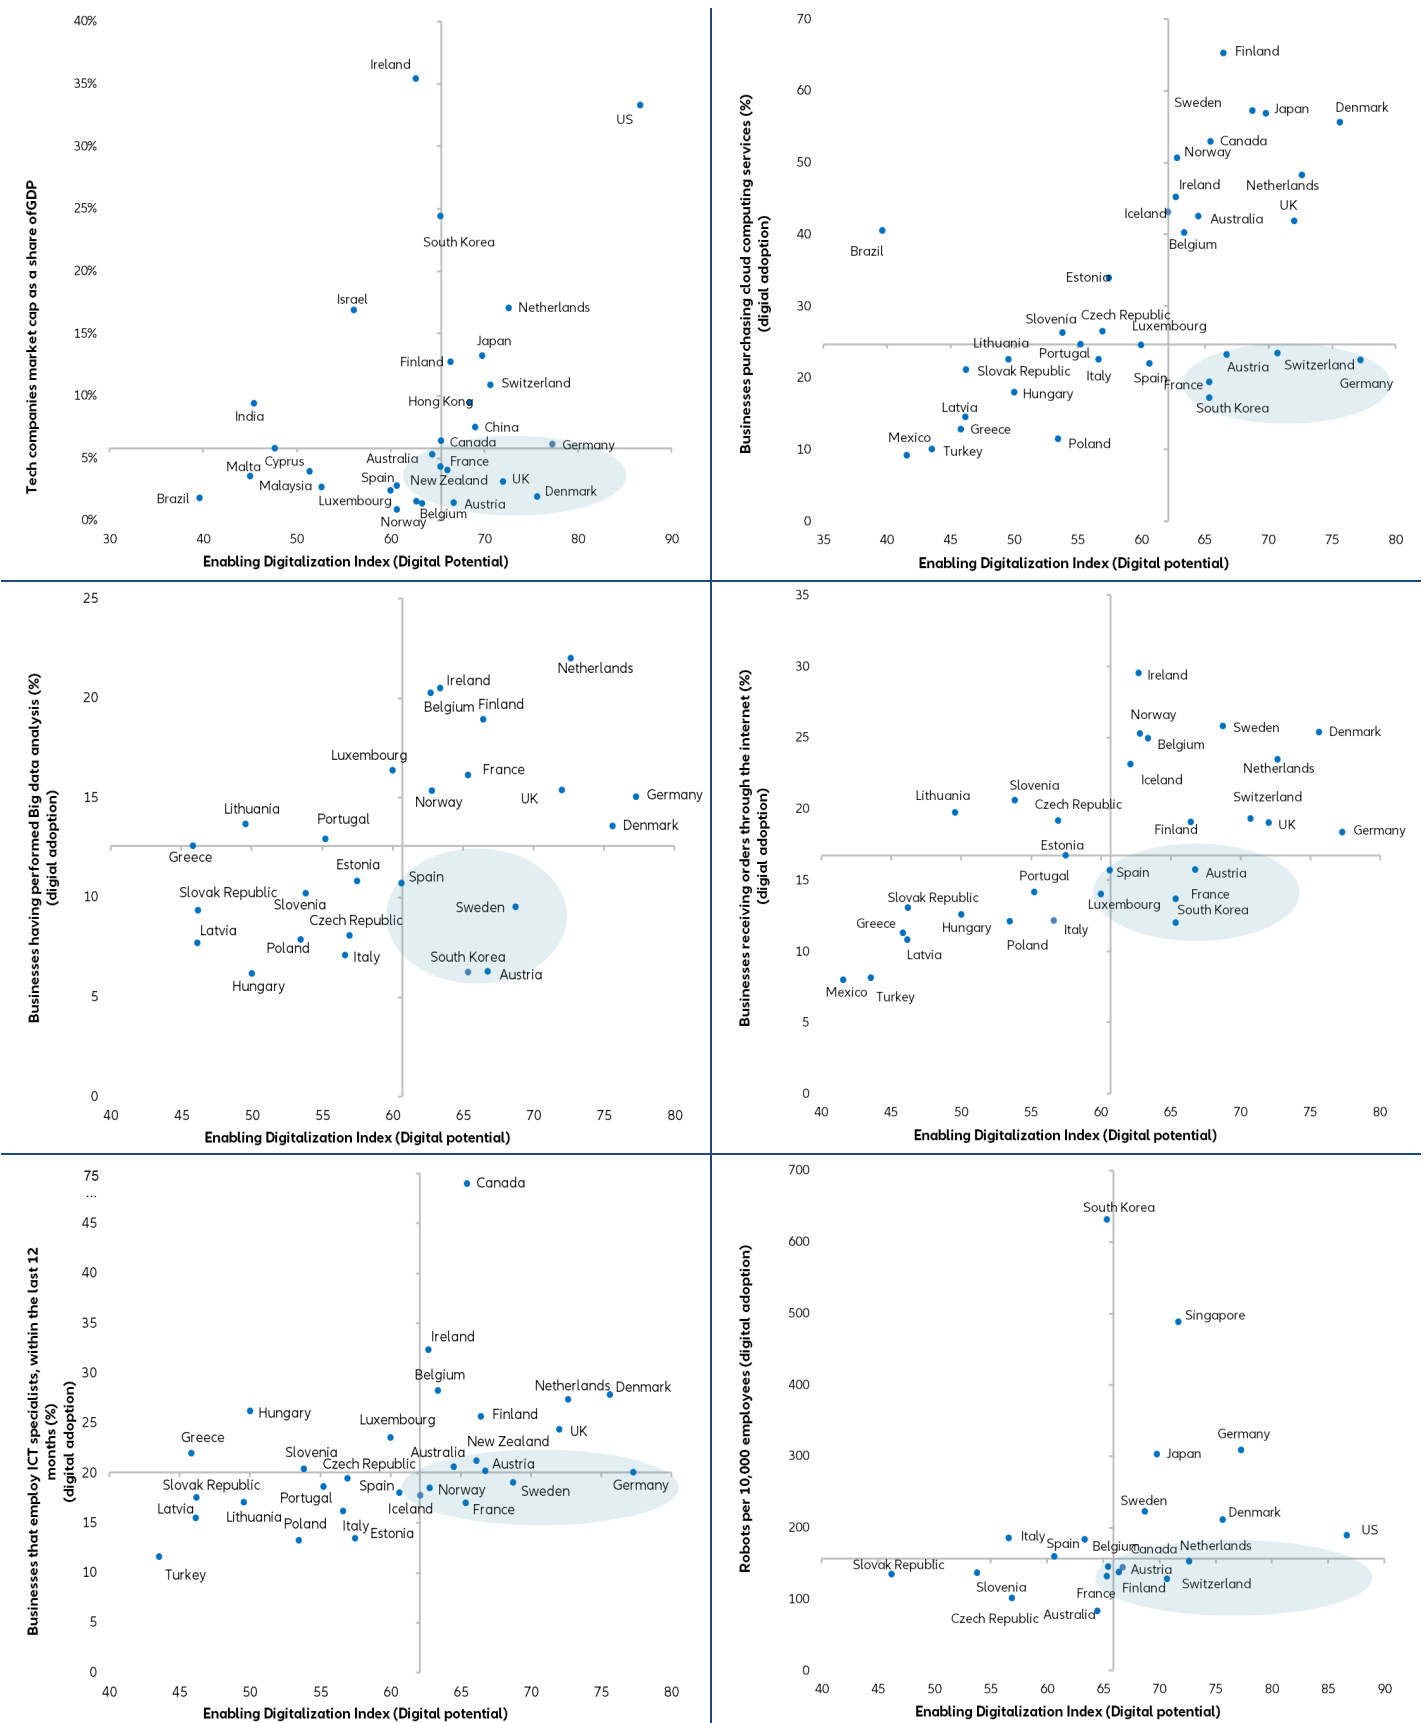 40%
35%
30%
25%
20%
15%
10%
5%
0%
Tech companies market cap as a share ofGDP
Ireland
US
South Korea
Israel
Netherlands
Japan
Finland
Switzerland
Hong Kong
India
China
Canada
Germany
Australia
France
Cyprus
Malta
Malaysia
Spain
New Zealand
UK
Denmark
Brazil
Luxembourg
Austria
Belgium
Norway
30 40 50 60 70 80 90
Enabling Digitalization Index (Digital Potential)
70
60
50
40
30
20
10
0
Businesses purchasing cloud computing services (%)
(digial adoption)
Finland
Sweden
Japan
Denmark
Canada
Norway
Ireland
Netherlands
Iceland
Australia
UK
Belgium
Brazil
Estonia
Slovenia
Czech Republic
Luxembourg
Lithuania
Portugal
Slovak Republic
Italy
Spain
Austria
Switzerland
Germany
France
Hungary
South Korea
Latvia
Greece
Mexico
Turkey
Poland
35 40 45 50 55 60 65 70 75 80
Enabling Digitalization Index (Digital potential)
25
20
15
10
5
0
Businesses having performed Big data analysis (%)
(digial adoption)
Netherlands
Ireland
Belgium
Finland
Luxembourg
France
Norway
UK
Germany
Denmark
Lithuania
Portugal
Greece
Estonia
Spain
Slovak Republic
Slovenia
Sweden
Czech Republic
Latvia
Poland
Italy
South Korea
Austria
Hungary
40 45 50 55 60 65 70 75 80
Enabling Digitalization Index (Digital potential)
35
30
25
20
15
10
5
0
Businesses receiving orders through the internet (%)
(digial adoption)
Ireland
Norway
Sweden
Denmark
Belgium
Iceland
Netherlands
Slovenia
Lithuania
Czech Republic
Switzerland
Finland
UK
Germany
Estonia
Spain
Austria
Portugal
Luxembourg
France
South Korea
Slovak Republic
Greece
Hungary
Poland
Italy
Latvia
Mexico
Turkey
40 45 50 55 60 65 70 75 80
Enabling Digitalization Index (Digital potential)
75
...
45
40
35
30
25
20
15
10
5
0
Businesses that employ ICT specialists, within the last 12
months (%)
(digital adoption)
Canada
Ireland
Belgium
Netherlands
Denmark
Hungary
Luxembourg
Finland
UK
Greece
New Zealand
Slovenia
Australia
Czech Republic
Austria
Slovak Republic
Spain
Norway
Sweden
Germany
Portugal
Latvia
Iceland
France
Lithuania
Poland
Italy
Estonia
Turkey
40 45 50 55 60 65 70 75 80
Enabling Digitalization Index (Digital potential)
700
600
500
400
300
200
100
0
Robots per 10,000 employees (digital adoption)
South Korea
Singapore
Germany
Japan
Sweden
Denmark
US
Italy
Spain
Belgium
Canada
Netherlands
Slovak Republic
Austria
Switzerland
France
Finland
Slovenia
Czech Republic
Australia
40 45 50 55 60 65 70 75 80 85 90
Enabling Digitalization Index (Digital potential)